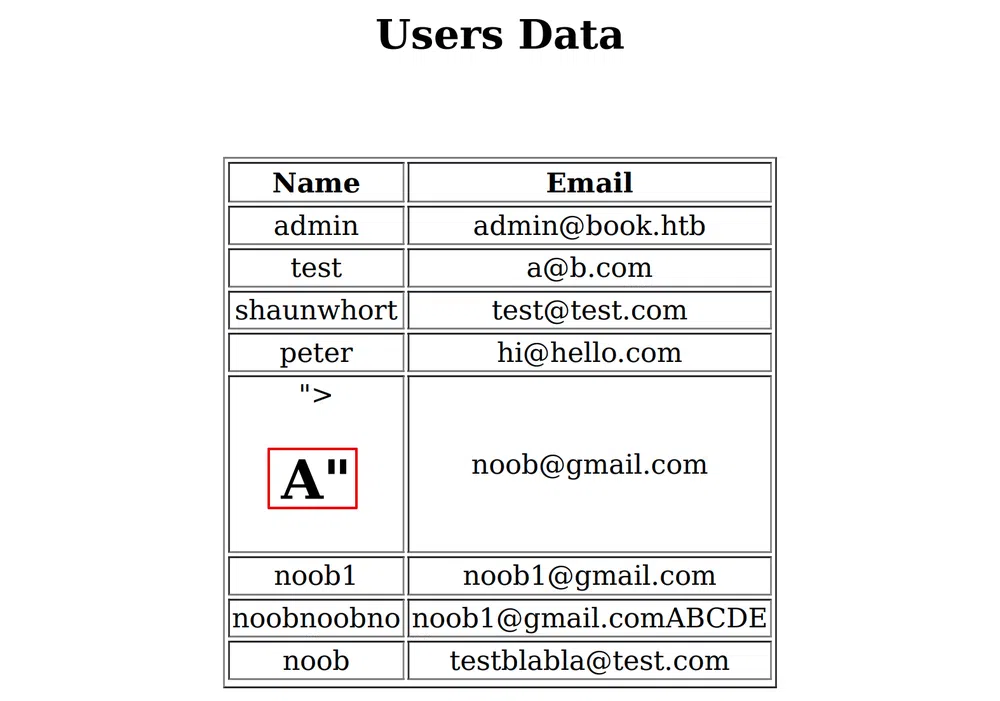 Users Data
Name Email
admin admin@book.htb
test a@b.com
shaunwhort test@test.com
peter hi@hello.com
">
A" noob@gmail.com
noob1 noob1@gmail.com
noobnoobno noob1@gmail.comABCDE
noob testblabla@test.com